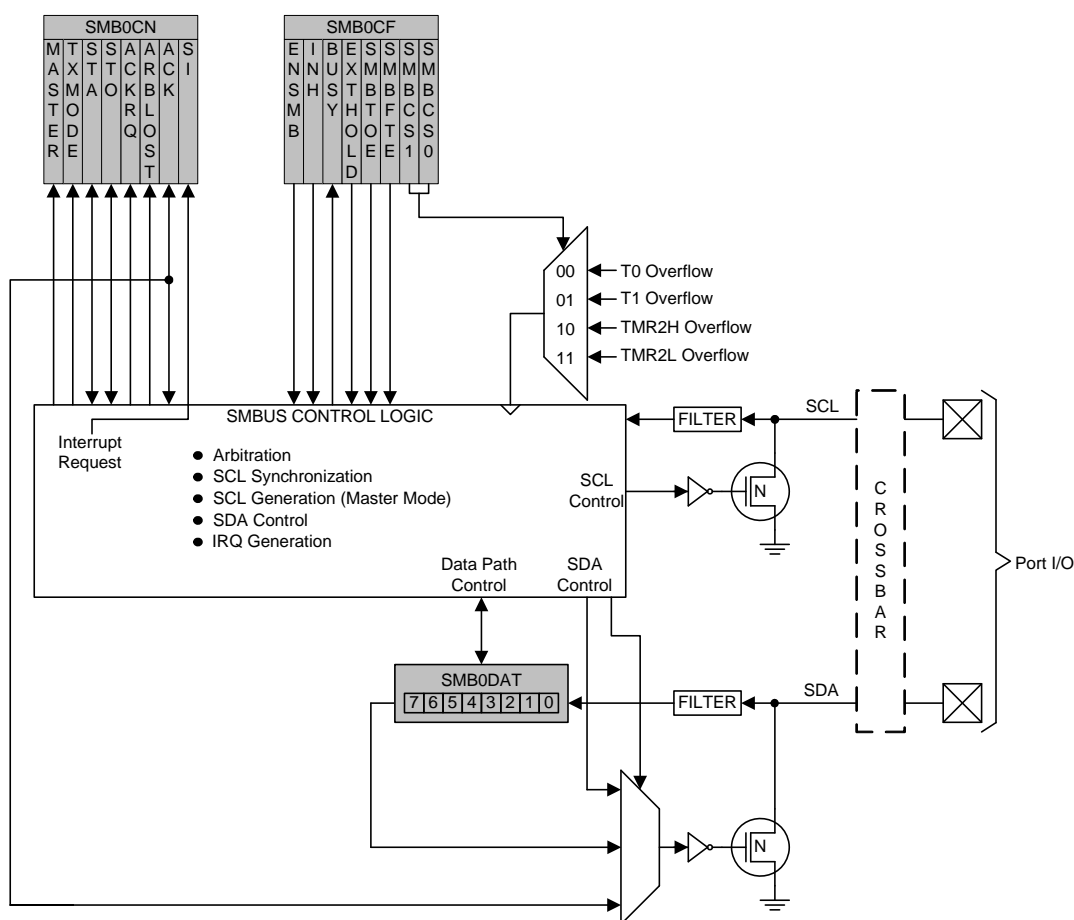 SMB0CN
MASTER
TXMODE
STA
STO
ACKRQ
ARBLOST
ACK
SI
SMB0CF
ENSMB
INH
BUSY
EXTHOLD
SMBTOE
SMBFTE
SMBCS1
SMBCS0
00
T0 Overflow
01
T1 Overflow
10
TMR2H Overflow
11
TMR2L Overflow
SMBUS CONTROL LOGIC
Interrupt
Request
● Arbitration
● SCL Synchronization
● SCL Generation (Master Mode)
● SDA Control
● IRQ Generation
SCL
Control
Data Path
Control
SDA
Control
FILTER
SCL
N
CROSSBAR
Port I/O
SMB0DAT
7 6 5 4 3 2 1 0
FILTER
SDA
N